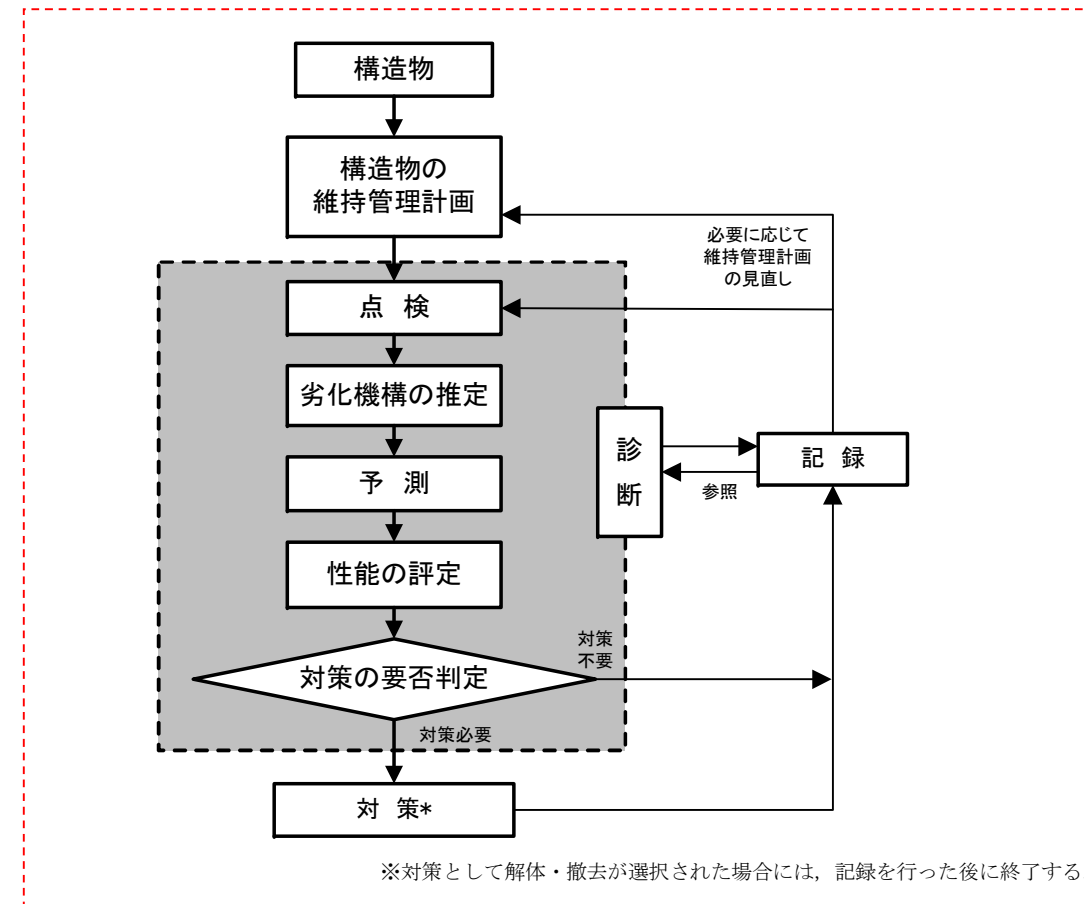 構造物
構造物の
維持管理計画
必要に応じて
維持管理計画
の見直し
点 検
劣化機構の推定
診
断
記 録
参照
予 測
性能の評定
対策
不要
対策の要否判定
対策必要
対 策*
※対策として解体・撤去が選択された場合には，記録を行った後に終了する